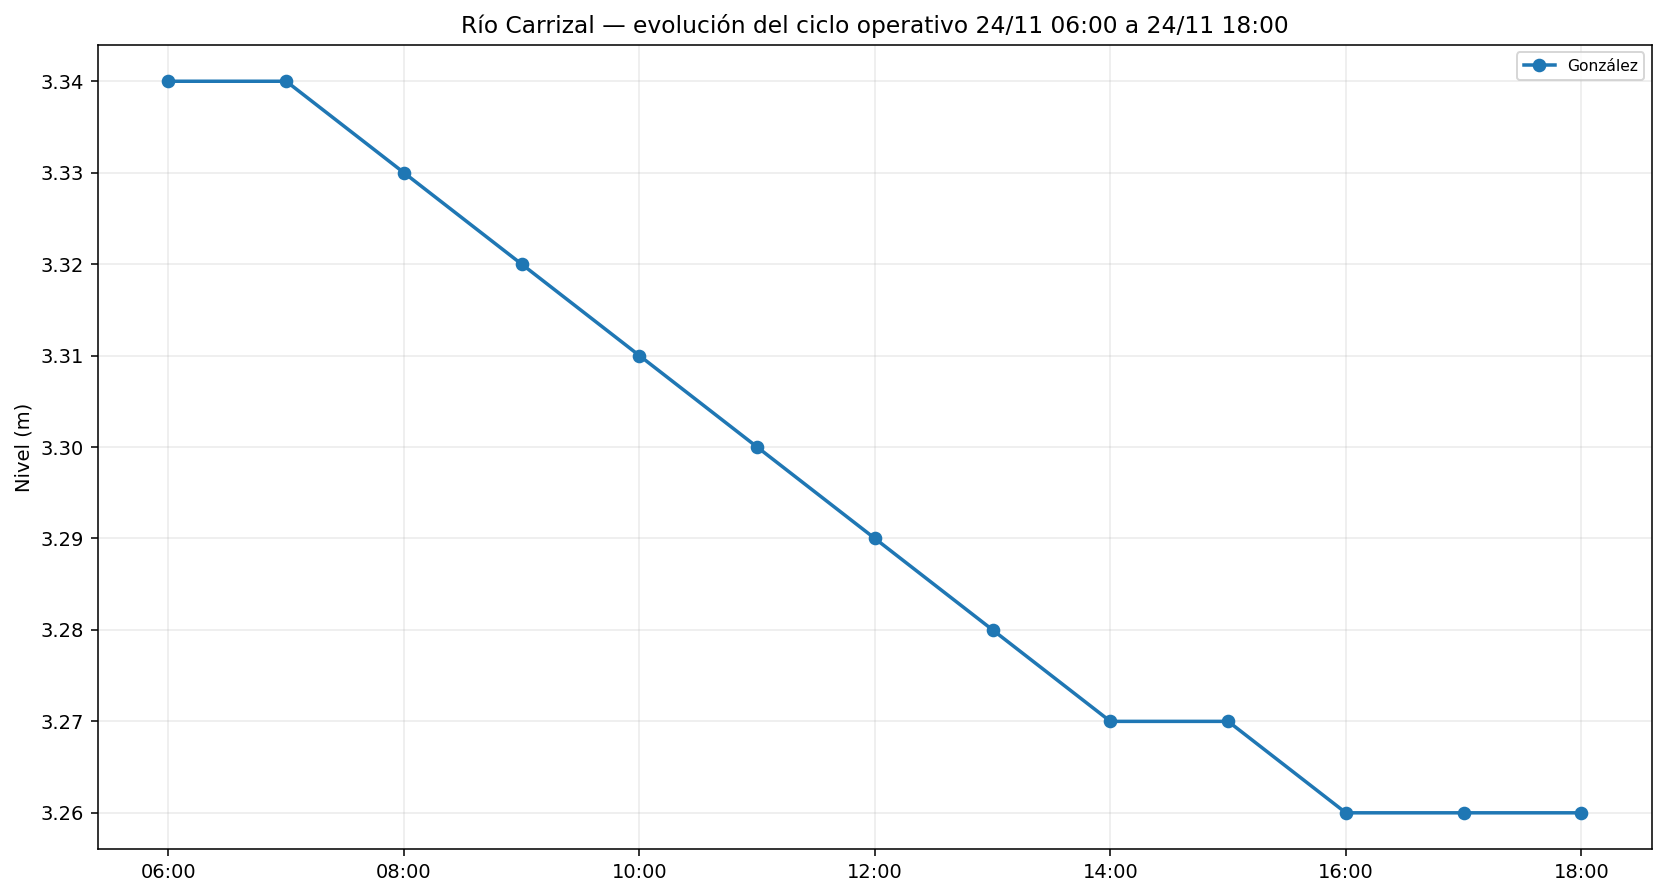 Río Carrizal — evolución del ciclo operativo 24/11 06:00 a 24/11 18:00
González
Nivel (m)
3.34
3.33
3.32
3.31
3.30
3.29
3.28
3.27
3.26
06:00 08:00 10:00 12:00 14:00 16:00 18:00